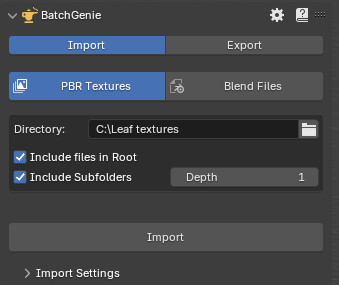 BatchGenie
Import Export
PBR Textures Blend Files
Directory: C:\Leaf textures
Include files in Root
Include Subfolders Depth 1
Import
Import Settings